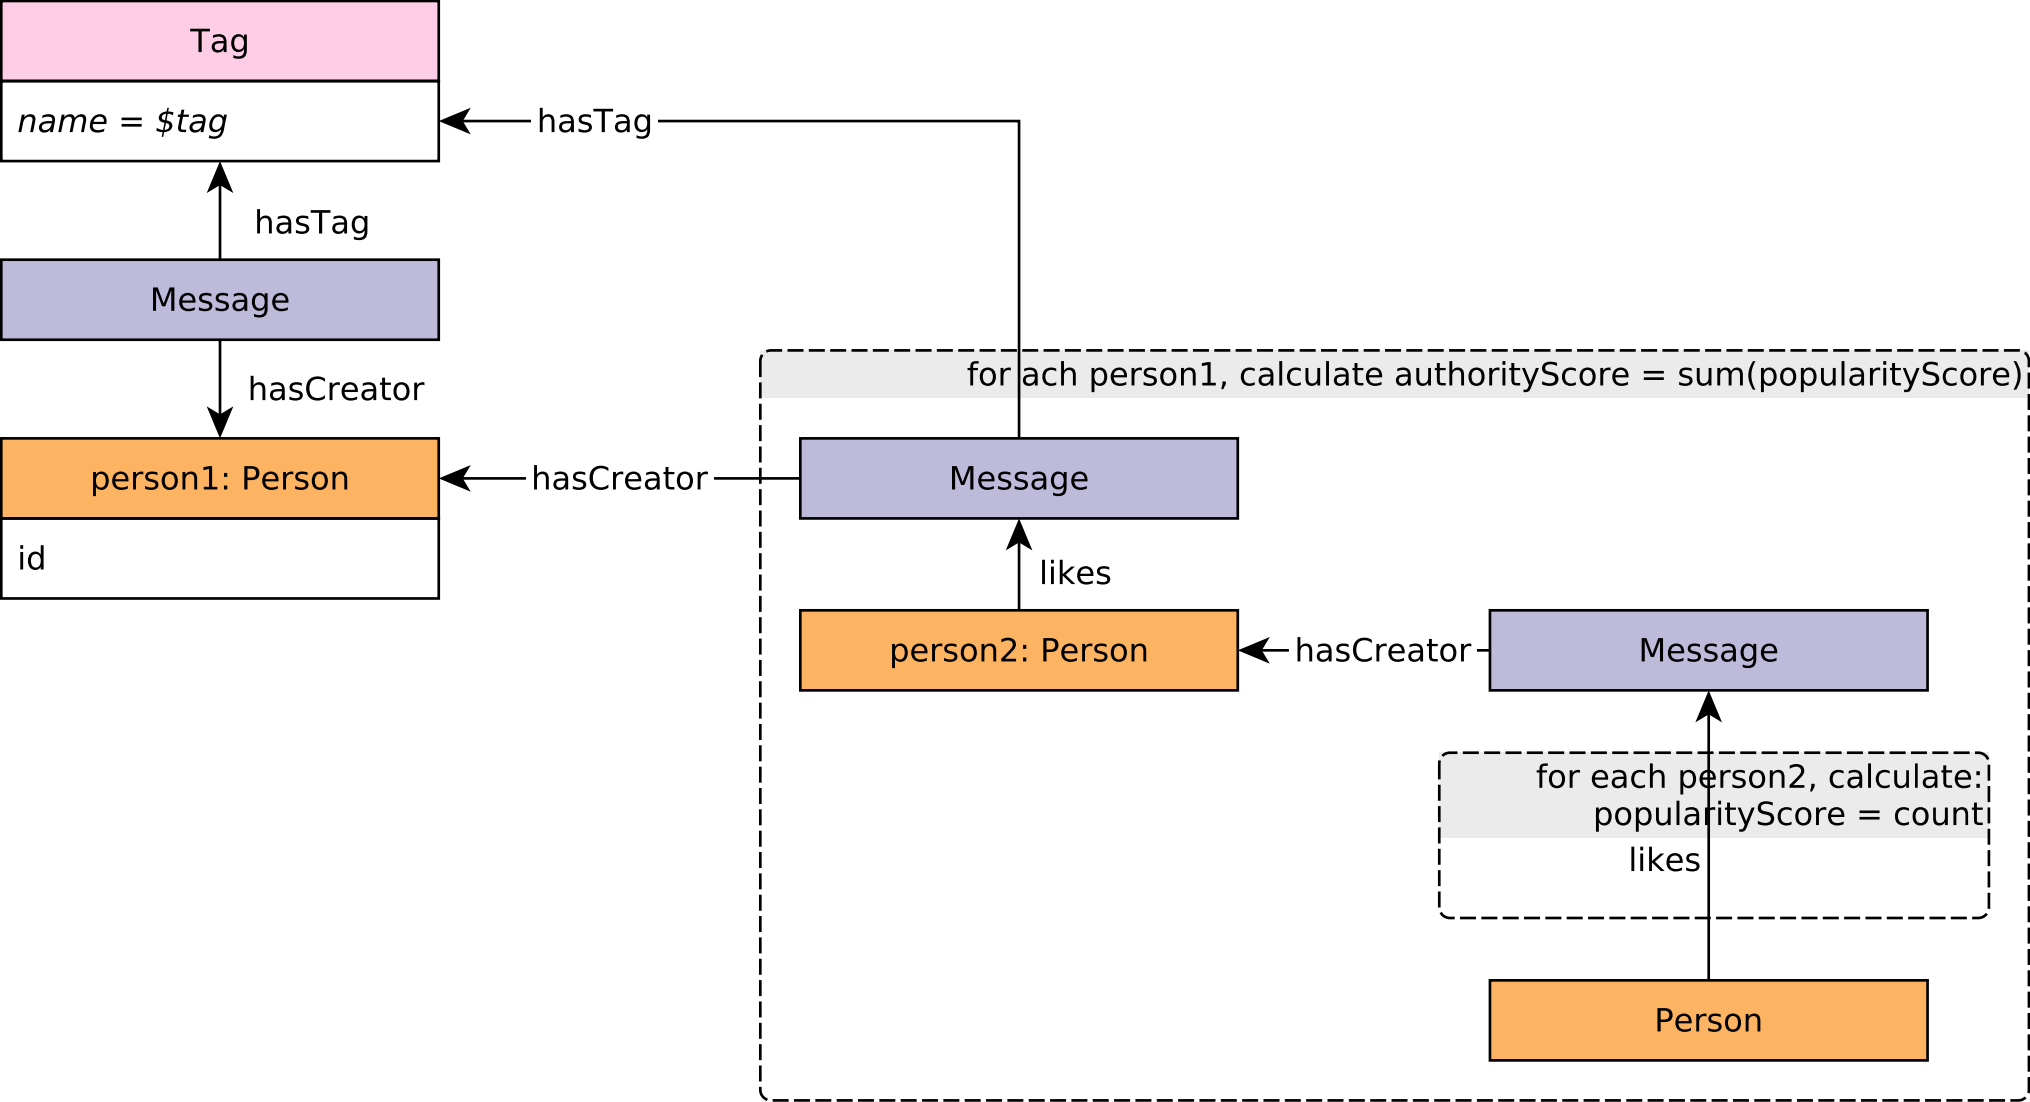 Tag
name = $tag
hasTag
hasTag
Message
hasCreator
person1: Person
id
hasCreator
for ach person1, calculate authorityScore = sum(popularityScore)
Message
likes
person2: Person
hasCreator
Message
for each person2, calculate:
popularityScore = count
likes
Person